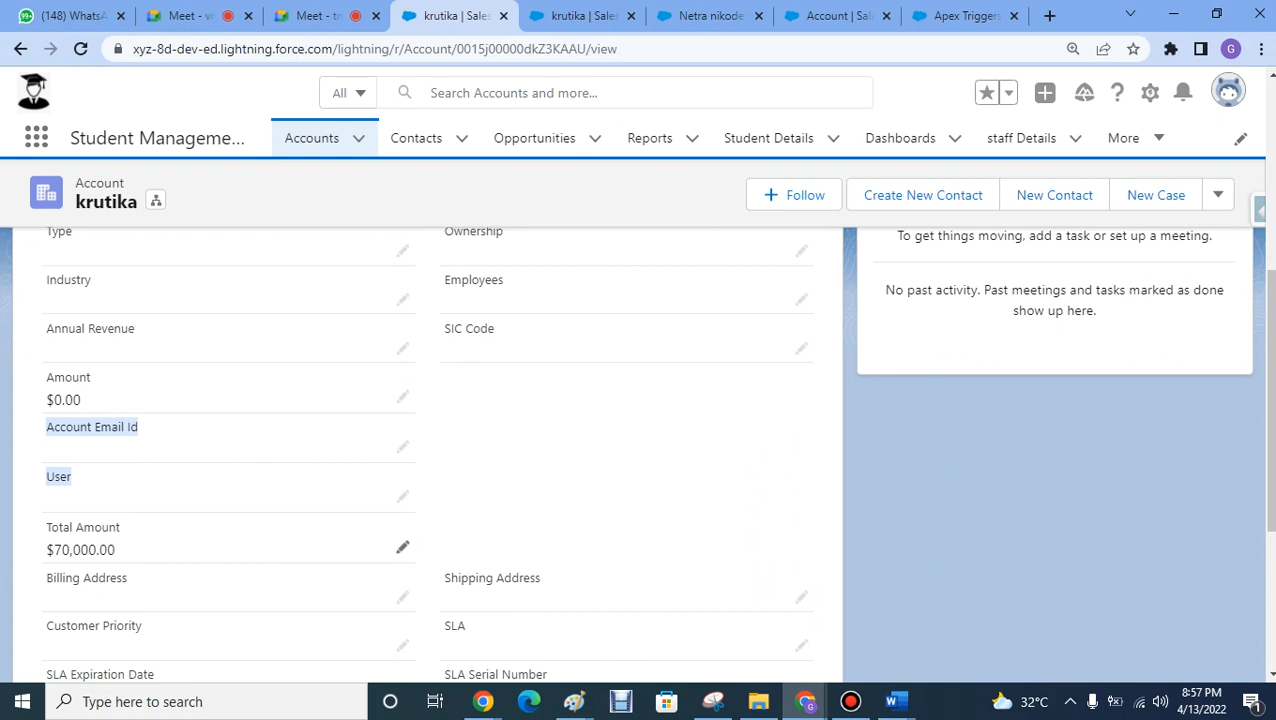 (148) WhatsA
Meet - vm
Meet - tm
krutika | Sales
krutika | Sales
Netra nikode
Account | Sal
Apex Triggers
xyz-8d-dev-ed.lightning.force.com/lightning/r/Account/0015j00000dkZ3KAAU/view
G
All
Search Accounts and more...
Student Manageme...
Accounts
Contacts
Opportunities
Reports
Student Details
Dashboards
staff Details
More
Account
krutika
Follow
Create New Contact
New Contact
New Case
Type
Ownership
To get things moving, add a task or set up a meeting.
Industry
Employees
No past activity. Past meetings and tasks marked as done
show up here.
Annual Revenue
SIC Code
Amount
$0.00
Account Email Id
User
Total Amount
$70,000.00
Billing Address
Shipping Address
Customer Priority
SLA
SLA Expiration Date
SLA Serial Number
Type here to search
32°C
8:57 PM
4/13/2022